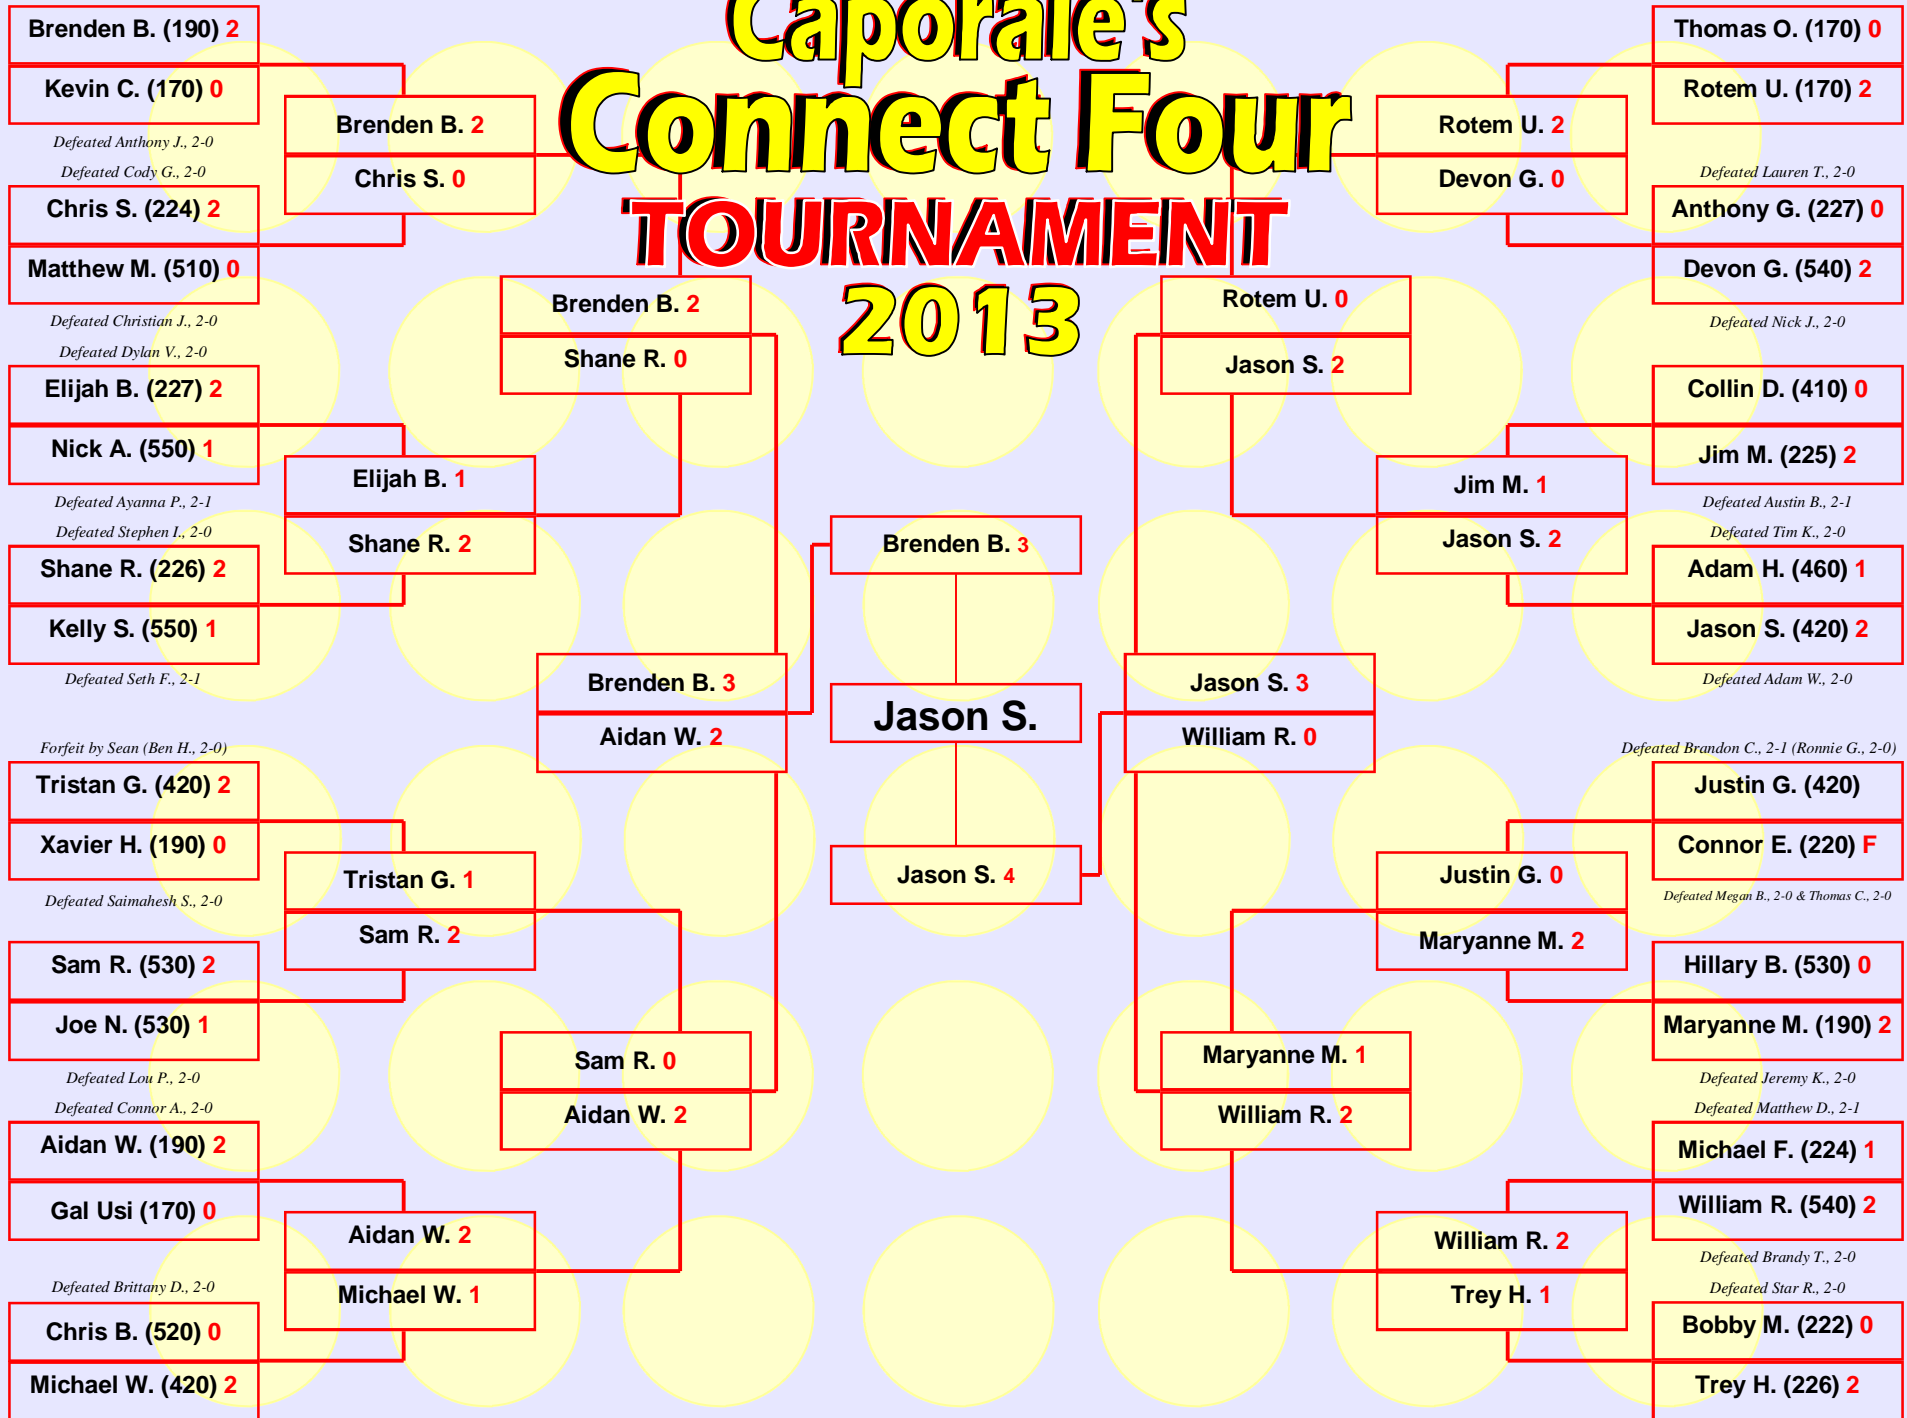 Caporale's
Connect Four
TOURNAMENT
2013
Brenden B. (190) 2
Kevin C. (170) 0
Defeated Anthony J., 2-0
Defeated Cody G., 2-0
Chris S. (224) 2
Matthew M. (510) 0
Defeated Christian J., 2-0
Defeated Dylan V., 2-0
Elijah B. (227) 2
Nick A. (550) 1
Defeated Ayanna P., 2-1
Defeated Stephen I., 2-0
Shane R. (226) 2
Kelly S. (550) 1
Defeated Seth F., 2-1
Forfeit by Sean (Ben H., 2-0)
Tristan G. (420) 2
Xavier H. (190) 0
Defeated Saimahesh S., 2-0
Sam R. (530) 2
Joe N. (530) 1
Defeated Lou P., 2-0
Defeated Connor A., 2-0
Aidan W. (190) 2
Gal Usi (170) 0
Defeated Brittany D., 2-0
Chris B. (520) 0
Michael W. (420) 2
Brenden B. 2
Chris S. 0
Elijah B. 1
Shane R. 2
Tristan G. 1
Sam R. 2
Aidan W. 2
Michael W. 1
Brenden B. 2
Shane R. 0
Sam R. 0
Aidan W. 2
Brenden B. 3
Aidan W. 2
Brenden B. 3
Jason S.
Jason S. 4
Jason S. 3
William R. 0
Rotem U. 0
Jason S. 2
Maryanne M. 1
William R. 2
Rotem U. 2
Devon G. 0
Jim M. 1
Jason S. 2
Justin G. 0
Maryanne M. 2
William R. 2
Trey H. 1
Thomas O. (170) 0
Rotem U. (170) 2
Defeated Lauren T., 2-0
Anthony G. (227) 0
Devon G. (540) 2
Defeated Nick J., 2-0
Collin D. (410) 0
Jim M. (225) 2
Defeated Austin B., 2-1
Defeated Tim K., 2-0
Adam H. (460) 1
Jason S. (420) 2
Defeated Adam W., 2-0
Defeated Brandon C., 2-1 (Ronnie G., 2-0)
Justin G. (420)
Connor E. (220) F
Defeated Megan B., 2-0 & Thomas C., 2-0
Hillary B. (530) 0
Maryanne M. (190) 2
Defeated Jeremy K., 2-0
Defeated Matthew D., 2-1
Michael F. (224) 1
William R. (540) 2
Defeated Brandy T., 2-0
Defeated Star R., 2-0
Bobby M. (222) 0
Trey H. (226) 2